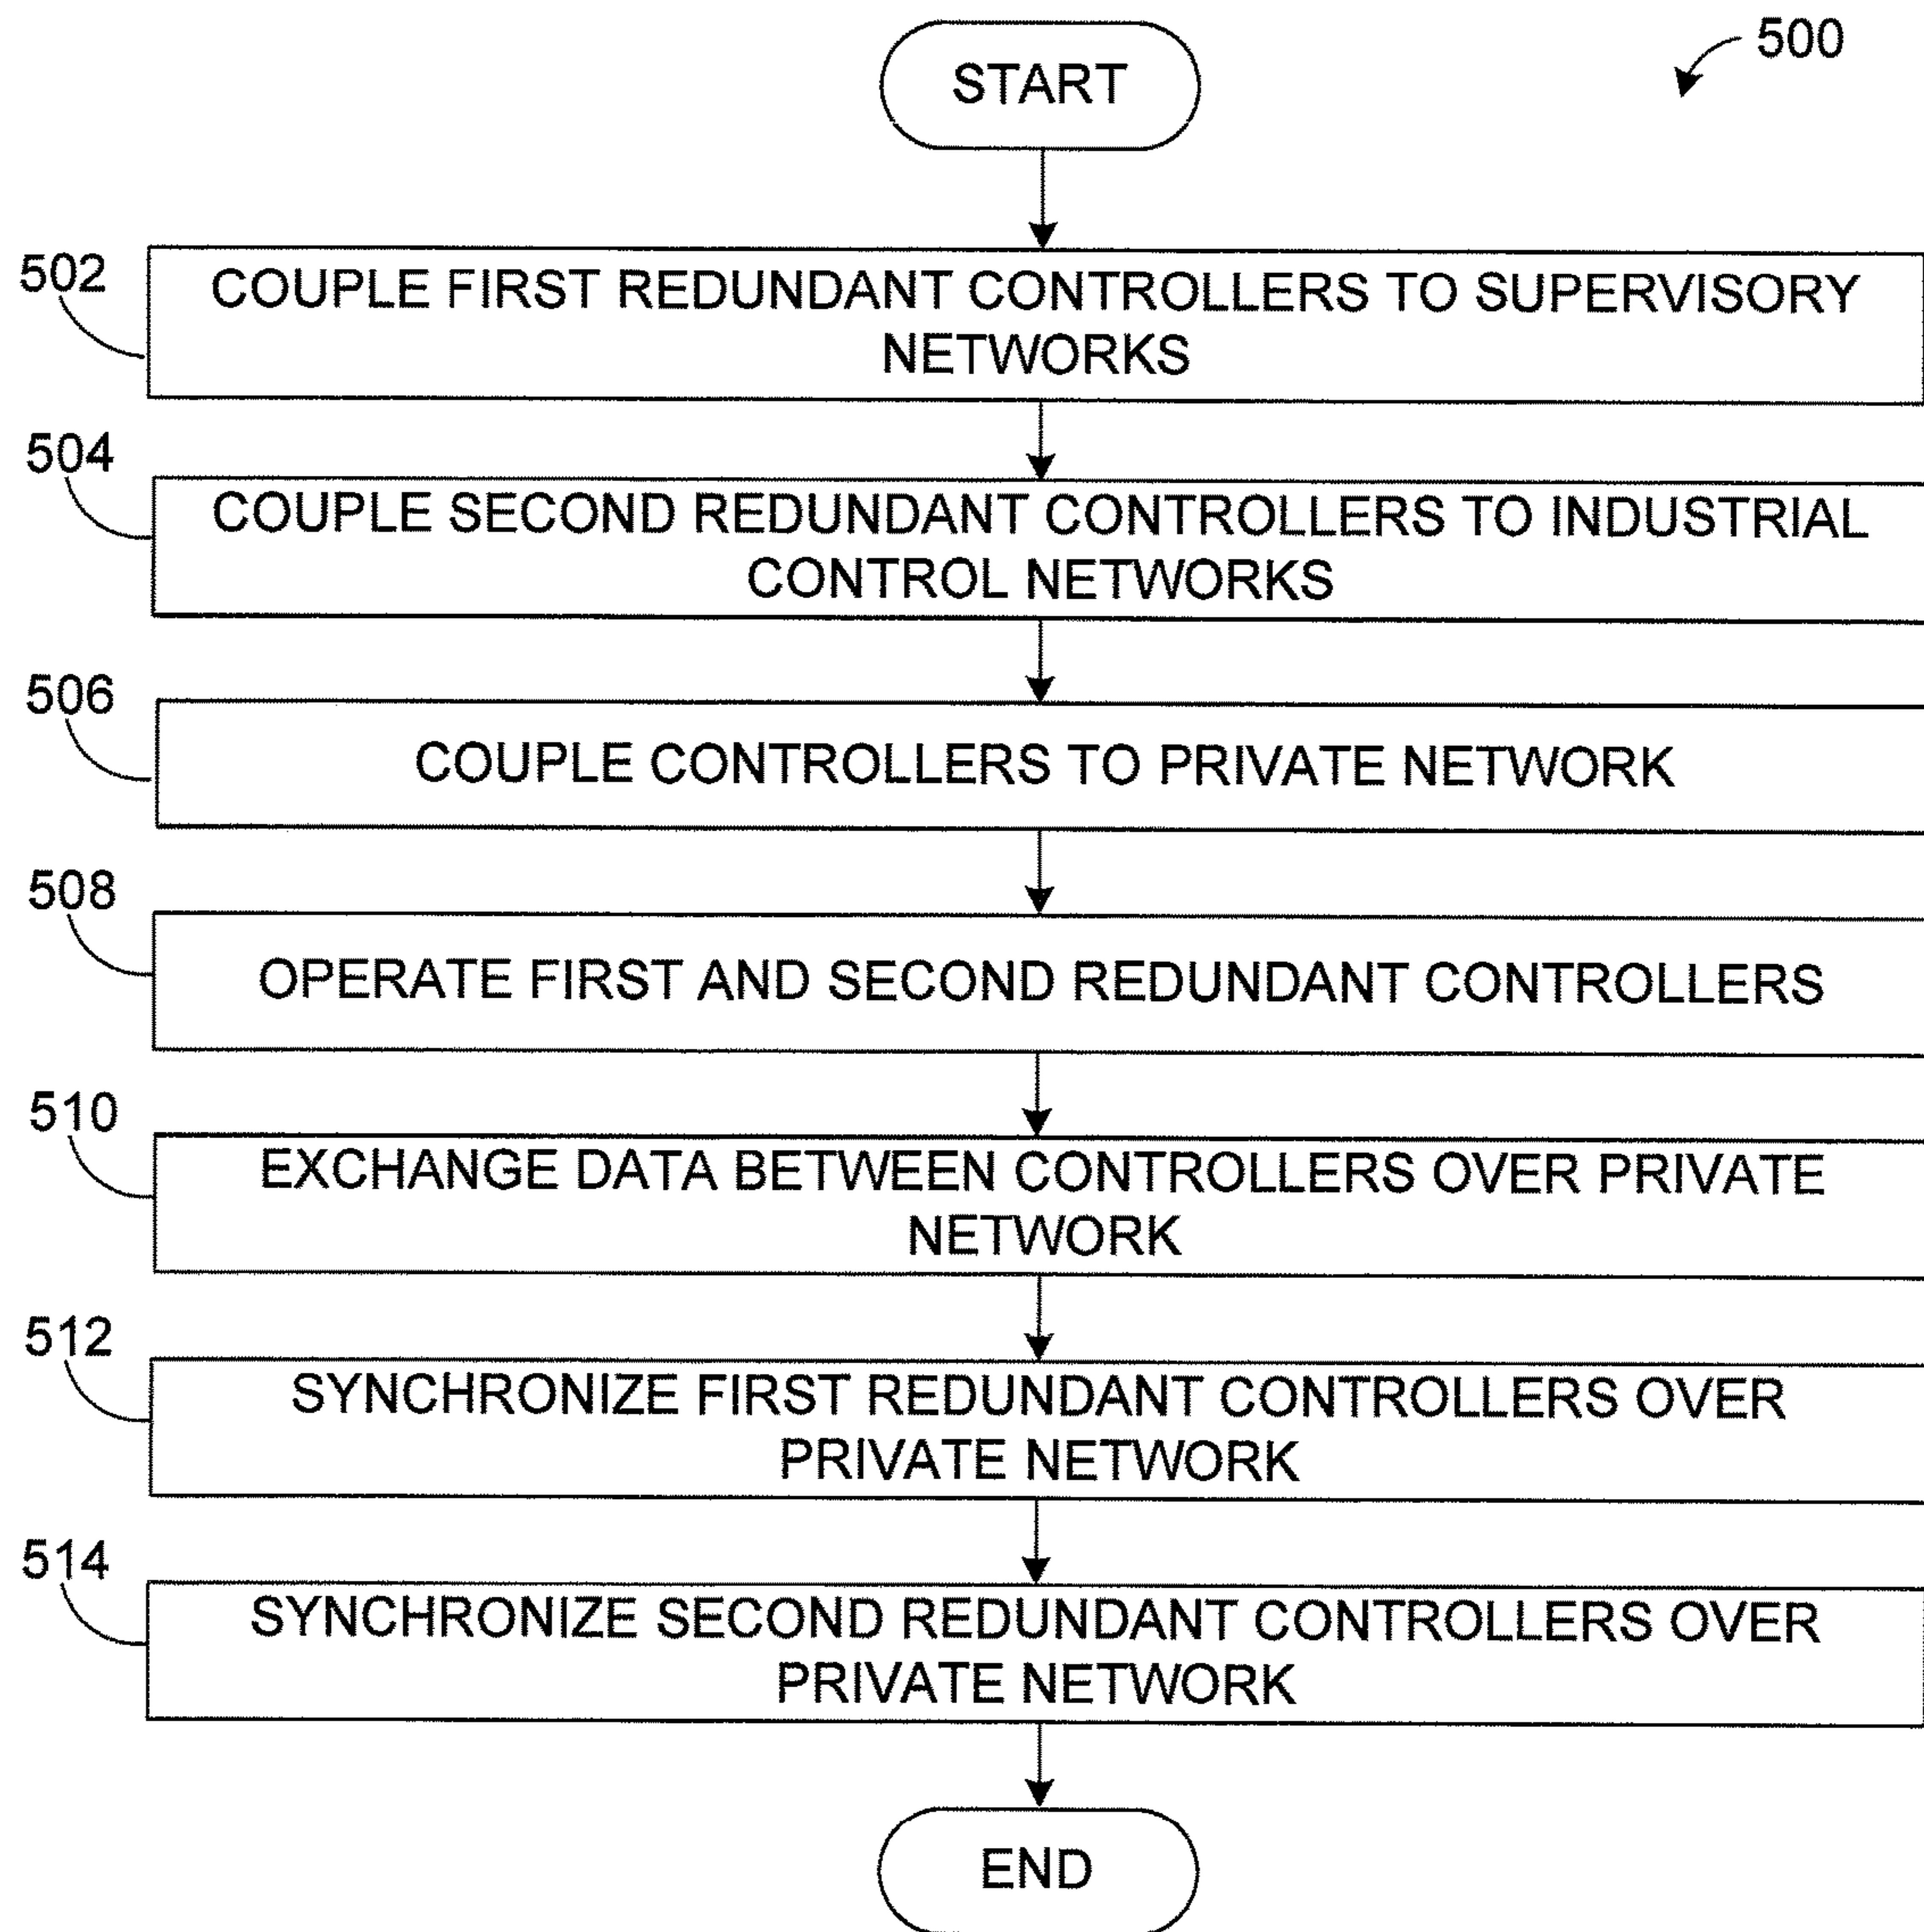 START
500
502
COUPLE FIRST REDUNDANT CONTROLLERS TO SUPERVISORY
NETWORKS
504
COUPLE SECOND REDUNDANT CONTROLLERS TO INDUSTRIAL
CONTROL NETWORKS
506
COUPLE CONTROLLERS TO PRIVATE NETWORK
508
OPERATE FIRST AND SECOND REDUNDANT CONTROLLERS
510
EXCHANGE DATA BETWEEN CONTROLLERS OVER PRIVATE
NETWORK
512
SYNCHRONIZE FIRST REDUNDANT CONTROLLERS OVER
PRIVATE NETWORK
514
SYNCHRONIZE SECOND REDUNDANT CONTROLLERS OVER
PRIVATE NETWORK
END